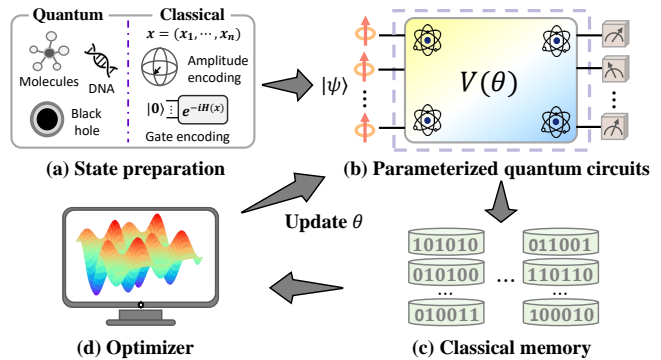 Quantum
Classical
Molecules
DNA
Black
hole
x = (x₁, ⋯, x_n)
Amplitude
encoding
|0⟩
e^{-iH(x)}
Gate encoding
(a) State preparation
|ψ⟩
V(θ)
(b) Parameterized quantum circuits
Update θ
101010
010100
...
010011
...
011001
110110
...
100010
(c) Classical memory
(d) Optimizer